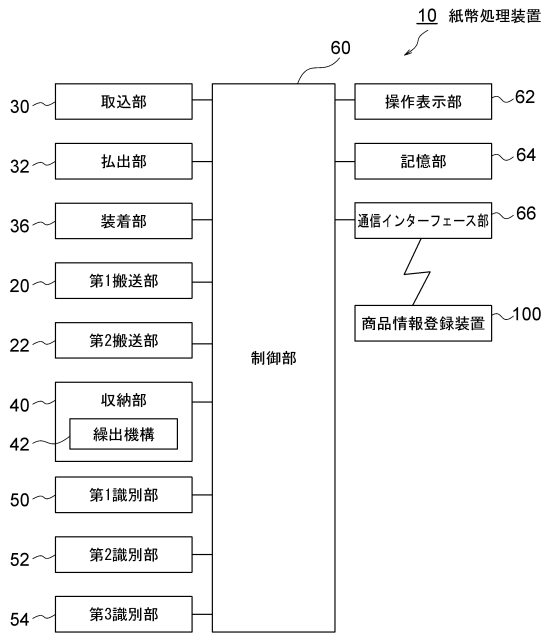 10 紙幣処理装置
60
30 取込部
32 払出部
36 装着部
20 第1搬送部
22 第2搬送部
40 収納部
42 繰出機構
50 第1識別部
52 第2識別部
54 第3識別部
制御部
操作表示部 62
記憶部 64
通信インターフェース部 66
商品情報登録装置 100